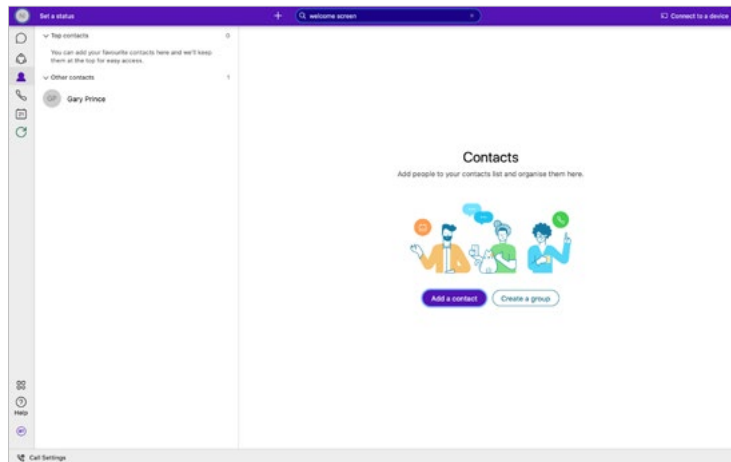 Set a status
welcome screen
Connect to a device
Top contacts 0
You can add your favourite contacts here and we'll keep
them at the top for easy access.
Other contacts 1
GP Gary Prince
Contacts
Add people to your contacts list and organise them here.
Add a contact
Create a group
Help
Call Settings